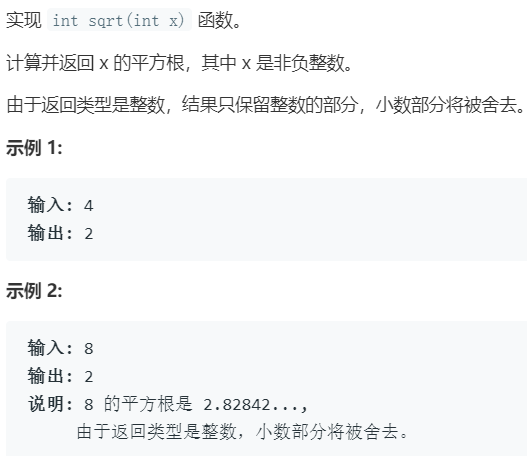 实现 int sqrt(int x) 函数。
计算并返回 x 的平方根，其中 x 是非负整数。
由于返回类型是整数，结果只保留整数的部分，小数部分将被舍去。
示例 1:
输入: 4
输出: 2
示例 2:
输入: 8
输出: 2
说明: 8 的平方根是 2.82842...,
由于返回类型是整数，小数部分将被舍去。